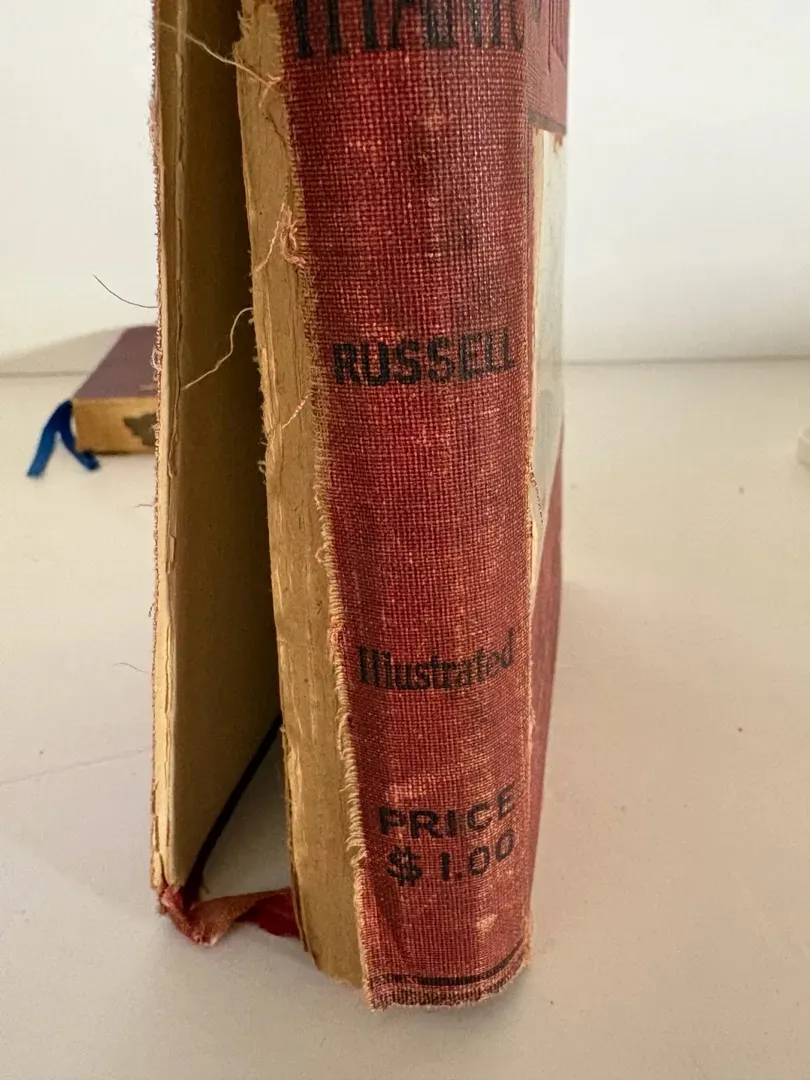 RUSSELL
Illustrated
PRICE
$ 1.00